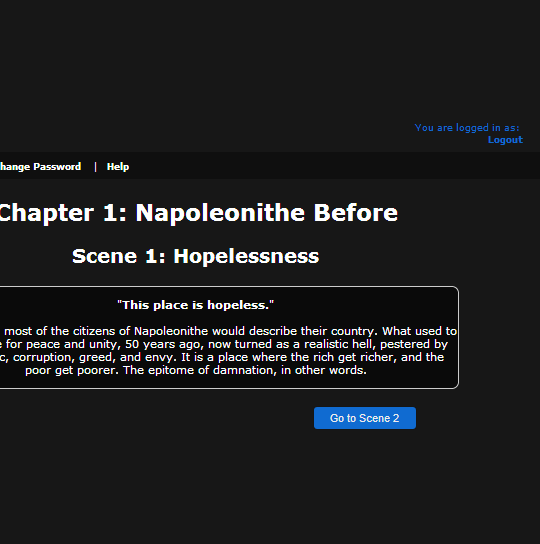 You are logged in as:
Logout
hange Password | Help
Chapter 1: Napoleonithe Before
Scene 1: Hopelessness
"This place is hopeless."
most of the citizens of Napoleonithe would describe their country. What used to
for peace and unity, 50 years ago, now turned as a realistic hell, pestered by
c, corruption, greed, and envy. It is a place where the rich get richer, and the
poor get poorer. The epitome of damnation, in other words.
Go to Scene 2